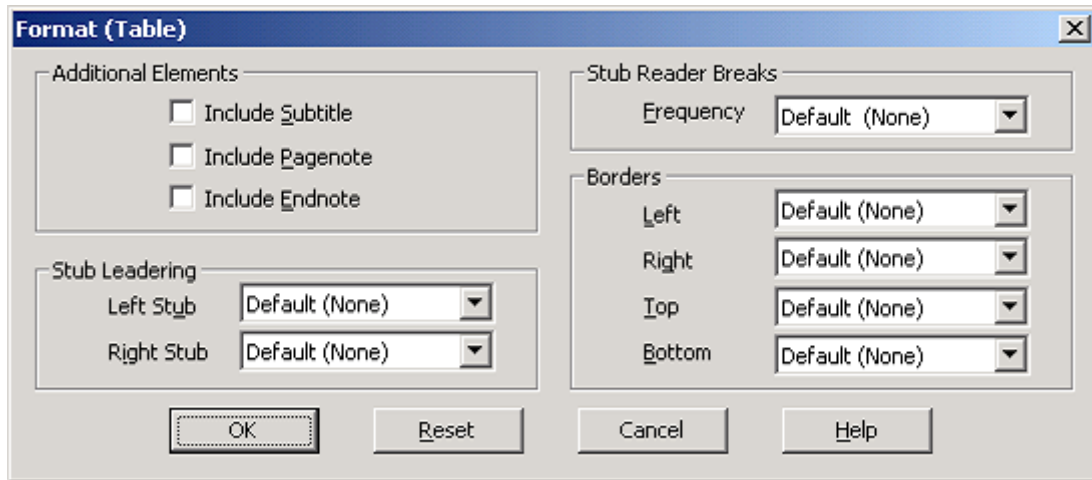 Format (Table)
Additional Elements
Include Subtitle
Include Pagenote
Include Endnote
Stub Leadering
Left Stub Default (None)
Right Stub Default (None)
Stub Reader Breaks
Frequency Default (None)
Borders
Left Default (None)
Right Default (None)
Top Default (None)
Bottom Default (None)
OK Reset Cancel Help